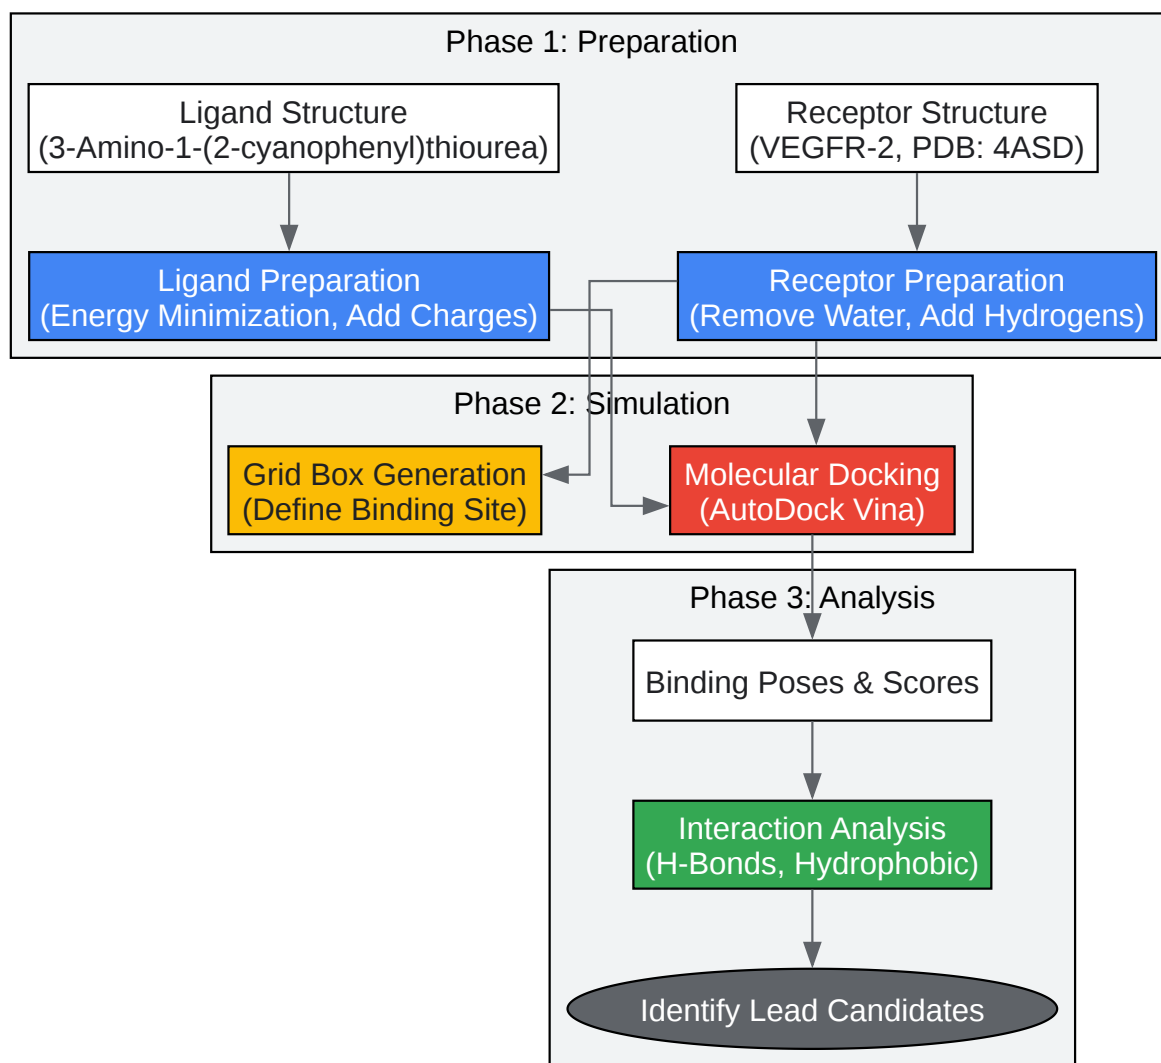 Phase 1: Preparation
Ligand Structure
(3-Amino-1-(2-cyanophenyl)thiourea)
Receptor Structure
(VEGFR-2, PDB: 4ASD)
Ligand Preparation
(Energy Minimization, Add Charges)
Receptor Preparation
(Remove Water, Add Hydrogens)
Phase 2: Simulation
Grid Box Generation
(Define Binding Site)
Molecular Docking
(AutoDock Vina)
Phase 3: Analysis
Binding Poses & Scores
Interaction Analysis
(H-Bonds, Hydrophobic)
Identify Lead Candidates